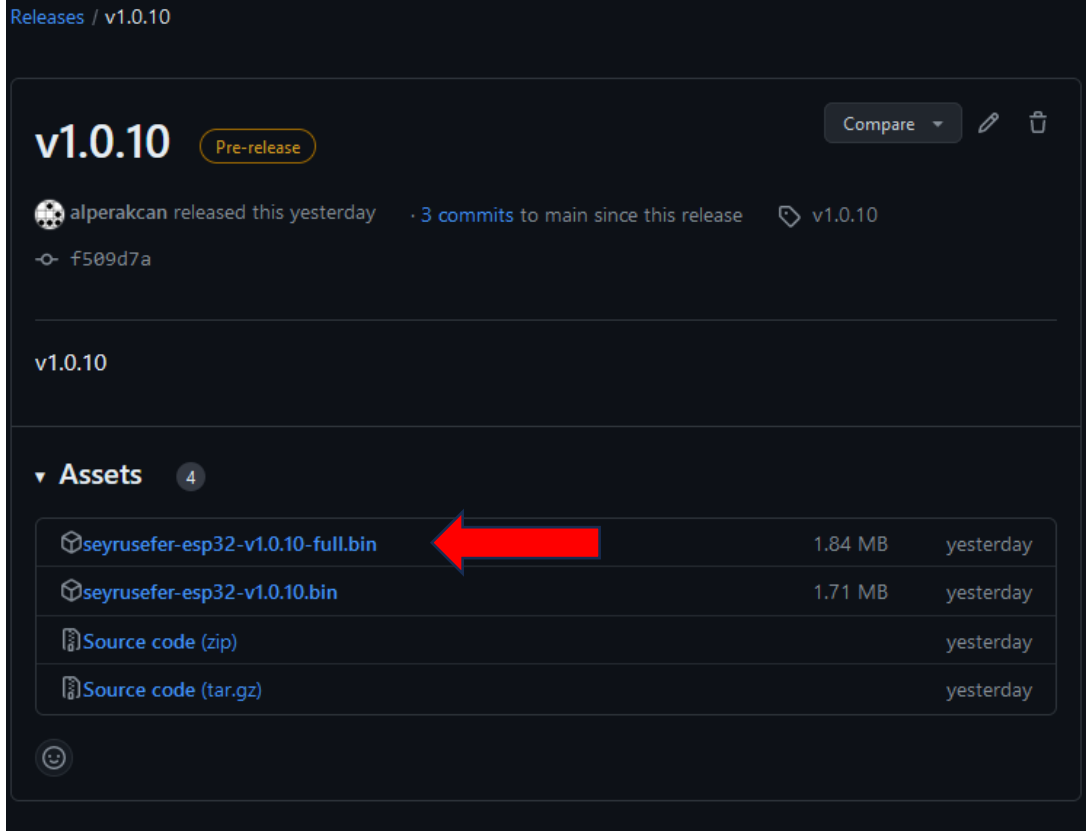 Releases / v1.0.10
v1.0.10 Pre-release Compare
alperakcan released this yesterday · 3 commits to main since this release v1.0.10
f509d7a
v1.0.10
Assets 4
seyrusefer-esp32-v1.0.10-full.bin 1.84 MB yesterday
seyrusefer-esp32-v1.0.10.bin 1.71 MB yesterday
Source code (zip) yesterday
Source code (tar.gz) yesterday